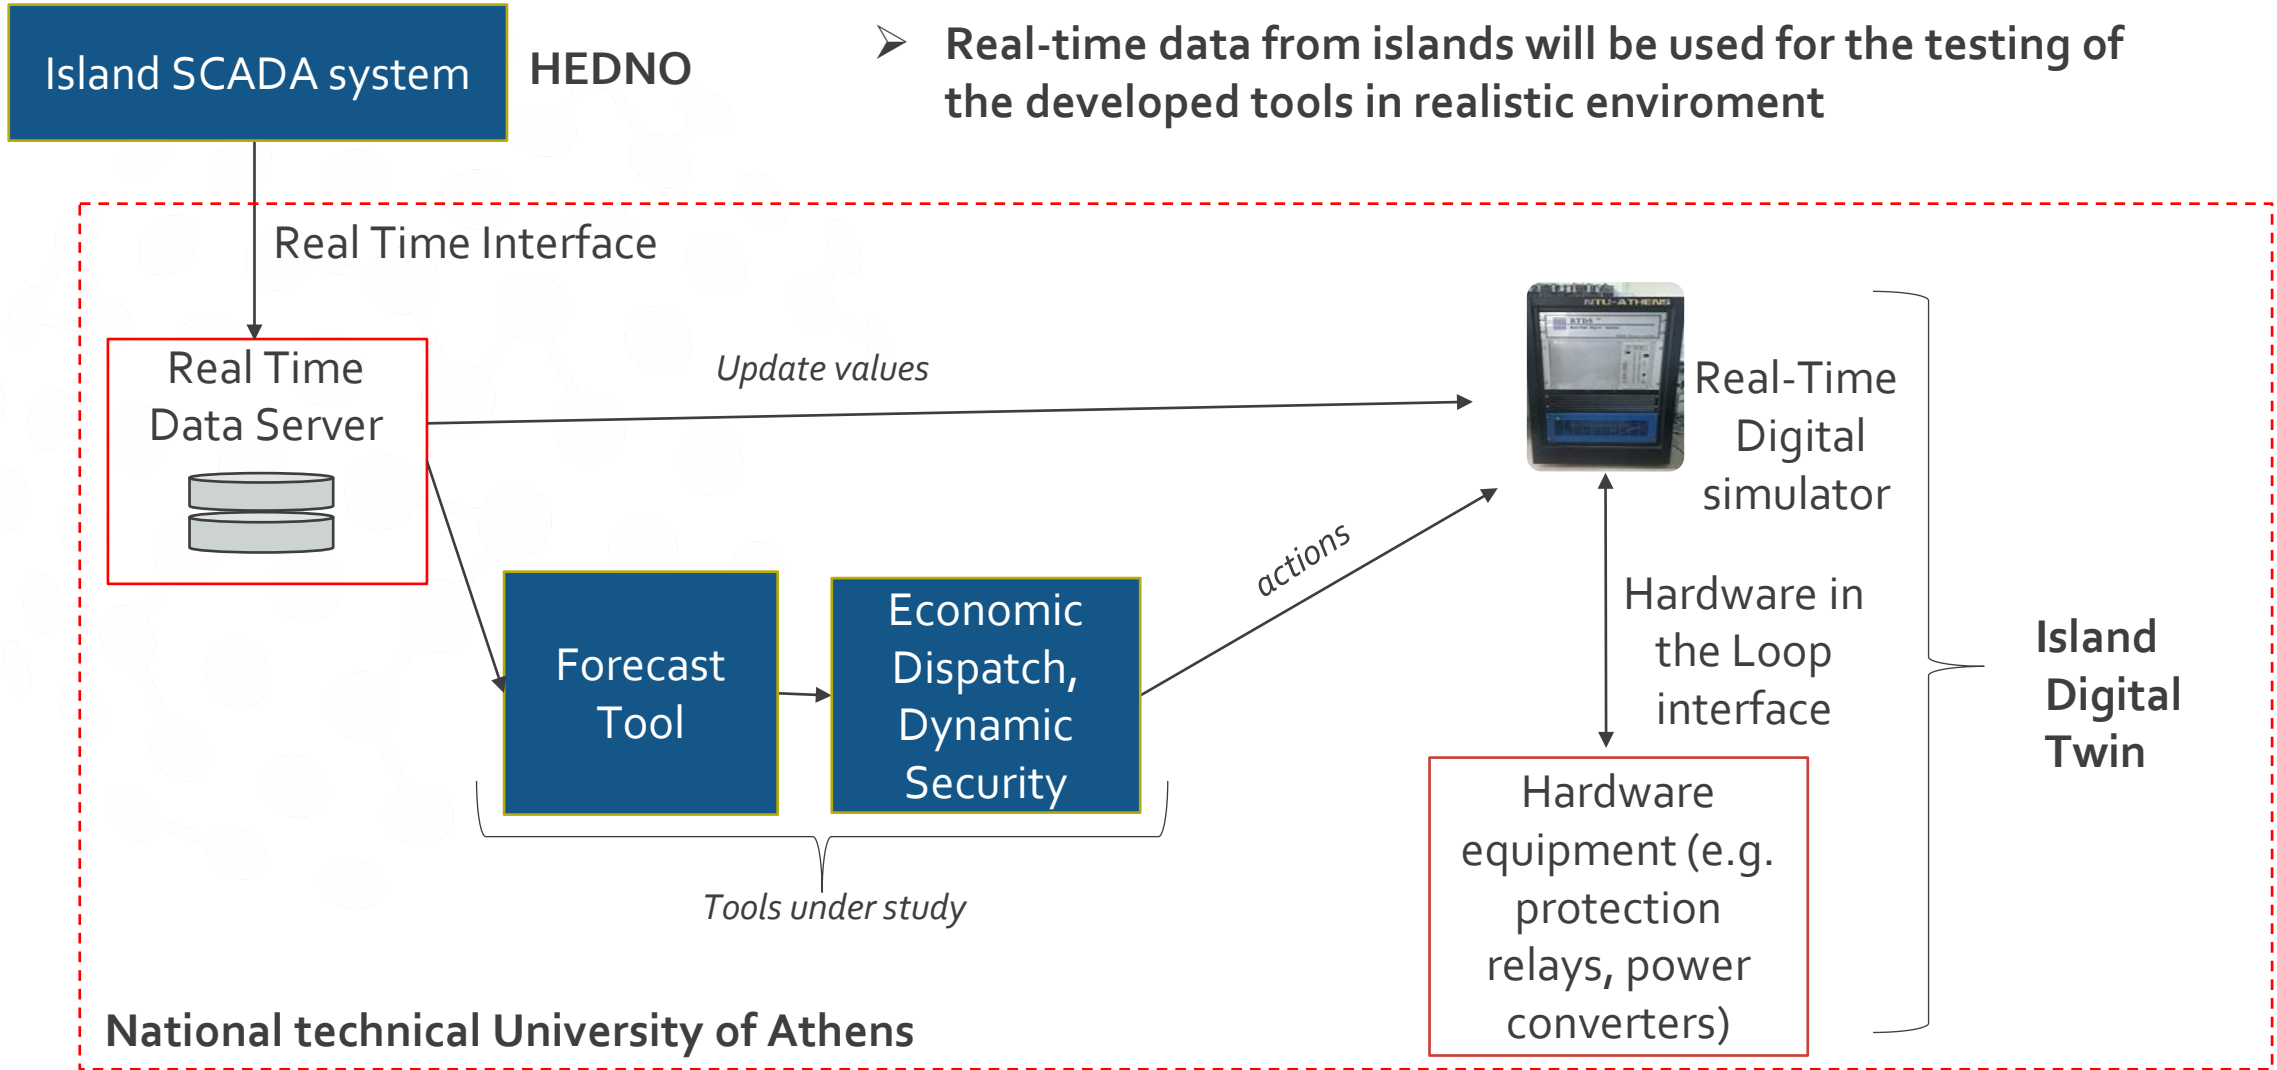 Island SCADA system
HEDNO
➢ Real-time data from islands will be used for the testing of
the developed tools in realistic enviroment
Real Time Interface
Real Time
Data Server
Update values
NTU-ATHENS
RTDS
Real-Time
Digital
simulator
actions
Forecast
Tool
Economic
Dispatch,
Dynamic
Security
Tools under study
Hardware in
the Loop
interface
Hardware
equipment (e.g.
protection
relays, power
converters)
Island
Digital
Twin
National technical University of Athens